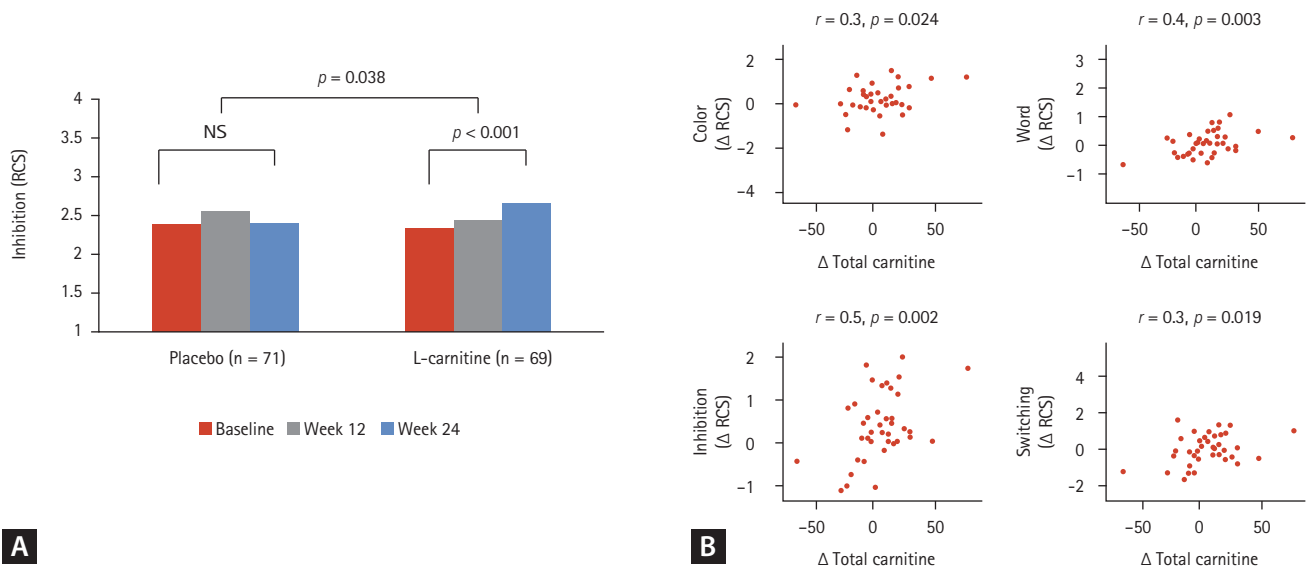 p = 0.038
NS
p < 0.001
Inhibition (RCS)
4
3.5
3
2.5
2
1.5
1
Placebo (n = 71)
L-carnitine (n = 69)
Baseline
Week 12
Week 24
A
r = 0.3, p = 0.024
Color
(Δ RCS)
2
0
−2
−4
−50
0
50
Δ Total carnitine
r = 0.4, p = 0.003
Word
(Δ RCS)
3
2
1
0
−1
−50
0
50
Δ Total carnitine
r = 0.5, p = 0.002
Inhibition
(Δ RCS)
2
1
0
−1
−50
0
50
Δ Total carnitine
r = 0.3, p = 0.019
Switching
(Δ RCS)
4
2
0
−2
−50
0
50
Δ Total carnitine
B